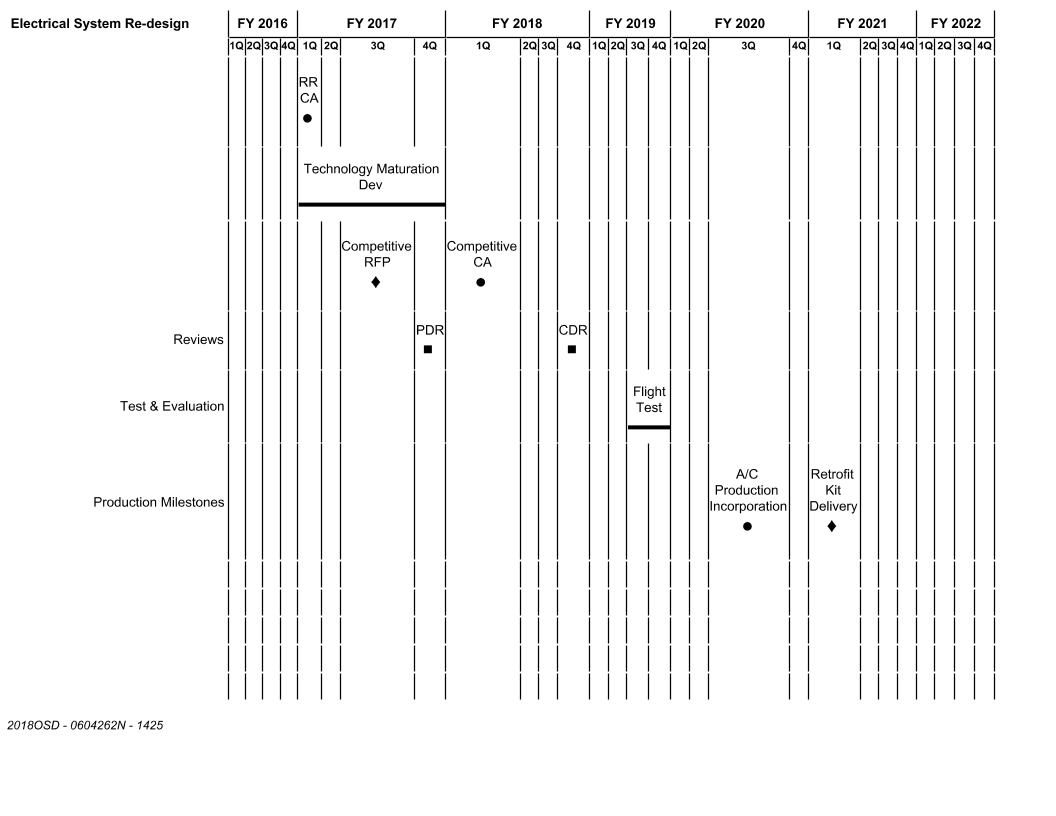 Electrical System Re-design
FY 2016 FY 2017 FY 2018 FY 2019 FY 2020 FY 2021 FY 2022
1Q 2Q 3Q 4Q 1Q 2Q 3Q 4Q 1Q 2Q 3Q 4Q 1Q 2Q 3Q 4Q 1Q 2Q 3Q 4Q 1Q 2Q 3Q 4Q 1Q 2Q 3Q 4Q
RR
CA
Technology Maturation
Dev
Competitive
RFP
Competitive
CA
Reviews
PDR
CDR
Test & Evaluation
Flight
Test
Production Milestones
A/C
Production
Incorporation
Retrofit
Kit
Delivery
2018OSD - 0604262N - 1425